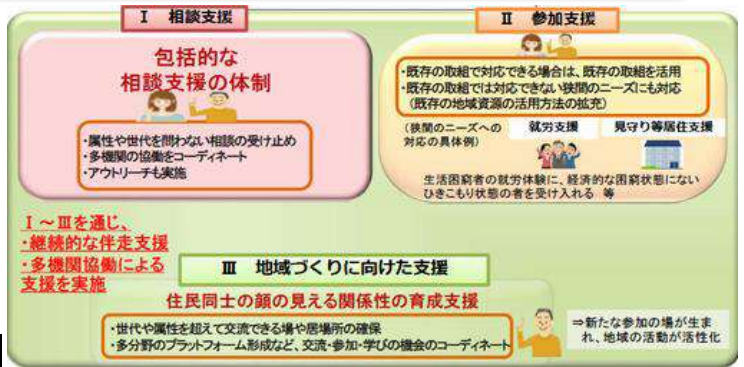 Ⅰ 相談支援
包括的な
相談支援の体制
・属性や世代を問わない相談の受け止め
・多機関の協働をコーディネート
・アウトリーチも実施
Ⅱ 参加支援
・既存の取組で対応できる場合は、既存の取組を活用
・既存の取組では対応できない狭間のニーズにも対応
（既存の地域資源の活用方法の拡充）
（狭間のニーズへの
対応の具体例）
就労支援
見守り等居住支援
生活困窮者の就労体験に、経済的な困窮状態にない
ひきこもり状態の者を受け入れる 等
Ⅰ～Ⅲを通じ、
・継続的な伴走支援
・多機関協働による
支援を実施
Ⅲ 地域づくりに向けた支援
住民同士の顔の見える関係性の育成支援
・世代や属性を超えて交流できる場や居場所の確保
・多分野のプラットフォーム形成など、交流・参加・学びの機会のコーディネート
⇒新たな参加の場が生ま
れ、地域の活動が活性化